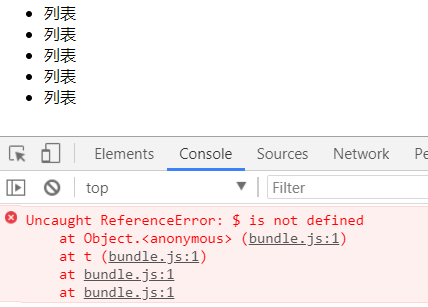 列表
列表
列表
列表
列表
Elements Console Sources Network Pe
top Filter
Uncaught ReferenceError: $ is not defined
at Object.<anonymous> (bundle.js:1)
at t (bundle.js:1)
at bundle.js:1
at bundle.js:1